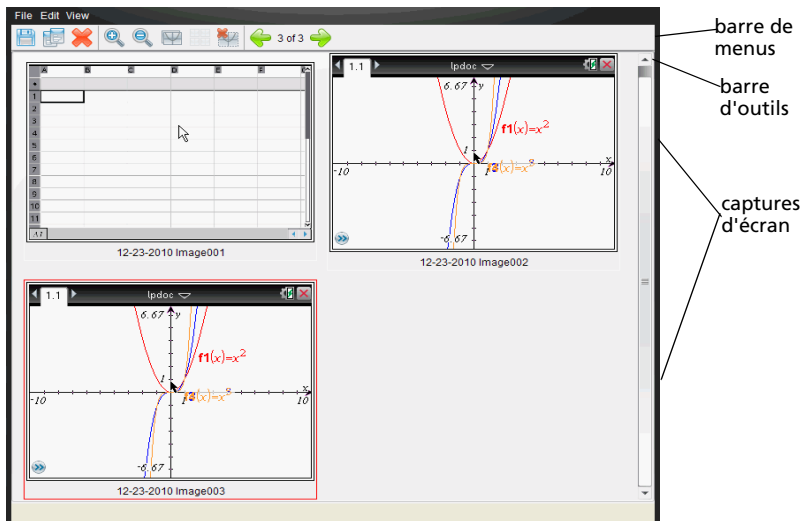 File Edit View
3 of 3
barre de
menus
barre
d'outils
captures
d'écran
A B C D E F
1
2
3
4
5
6
7
8
9
10
11
A1
12-23-2010 Image001
1.1 lpdoc
6.67 y
f1(x)=x²
1
x
-10 1 10
-6.67
12-23-2010 Image002
1.1 lpdoc
6.67 y
f1(x)=x²
1
x
-10 10
-6.67
12-23-2010 Image003